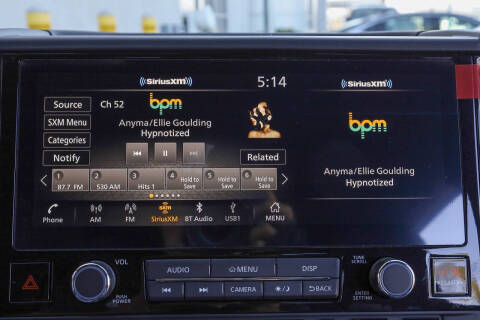 SiriusXM
5:14
SiriusXM
Source
Ch 52
bpm
bpm
SXM Menu
Anyma/Ellie Goulding
Hypnotized
Categories
Notify
Related
Anyma/Ellie Goulding
Hypnotized
1 2 3 4 5 6
87.7 FM 530 AM Hits 1 Hold to Save Hold to Save Hold to Save
SXM
Phone AM FM SiriusXM BT Audio USB1 MENU
VOL
PUSH POWER
AUDIO MENU DISP
CAMERA BACK
TUNE SCROLL
ENTER SETTING